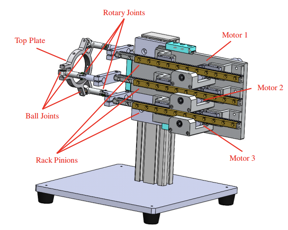 Rotary Joints
Top Plate
Motor 1
Motor 2
Ball Joints
Rack Pinions
Motor 3